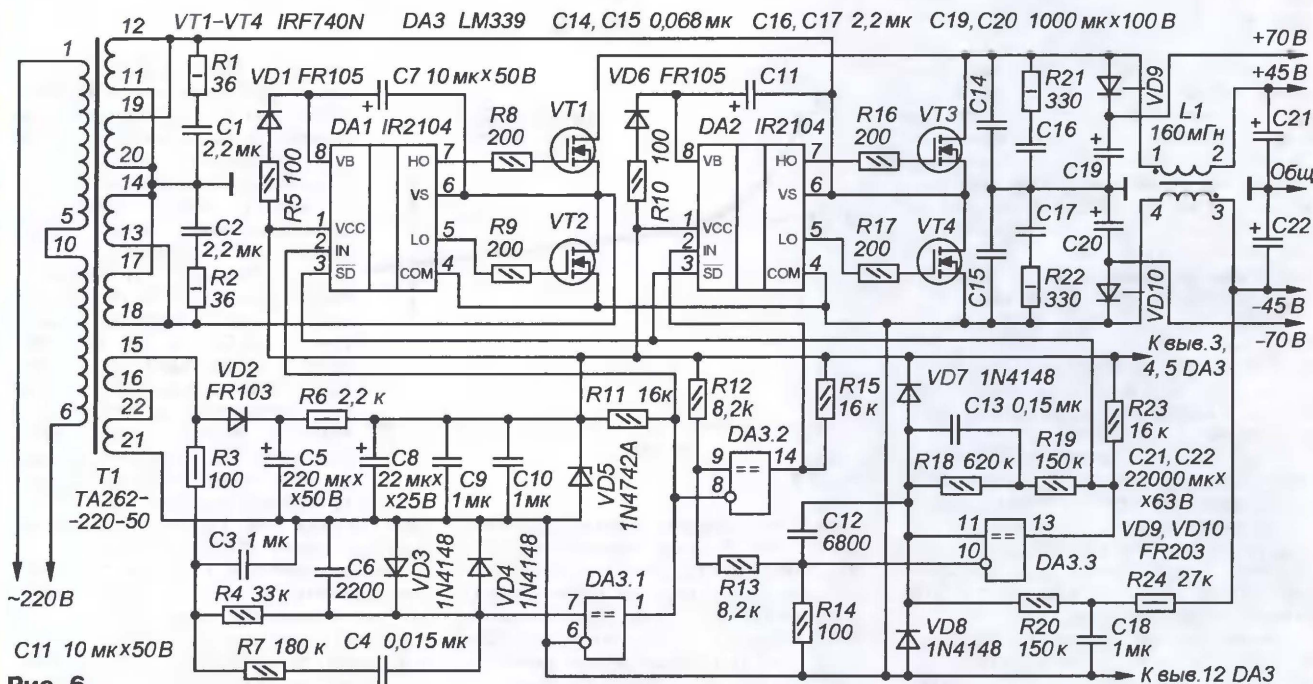 VT1–VT4 IRF740N DA3 LM339 C14, C15 0,068 мк C16, C17 2,2 мк C19, C20 1000 мк×100 В
1
5
10
6
12
11
19
20
14
13
17
18
15
16
22
21
T1
ТА262–
–220–50
~220 В
R1
36
C1
2,2 мк
C2
2,2 мк
R2
36
VD1 FR105
C7 10 мк×50 В
+
R5 100
DA1 IR2104
8 VB
1 VCC
2 IN
3 SD
HO 7
VS 6
LO 5
COM 4
R8
200
R9
200
VT1
VT2
VD6 FR105
C11
+
R10 100
DA2 IR2104
8 VB
1 VCC
2 IN
3 SD
HO 7
VS 6
LO 5
COM 4
R16
200
R17
200
VT3
VT4
C14
C15
R21
330
C16
C17
R22
330
VD9
+
C19
+
C20
VD10
L1
160 мГн
1 2
4 3
+70 В
+45 В
+ C21
Общ
C22
+
–45 В
–70 В
VD2
FR103
R6 2,2 к
R3
100
+ C5
220 мк×
×50 В
+ C8
22 мк×
×25 В
C9
1 мк
C10
1 мк
VD5
1N4742A
R11 16к
C3 1 мк
R4 33 к
C6
2200
VD3
1N4148
VD4
1N4148
R7 180 к
C4 0,015 мк
DA3.1
7
6
==
1
R12
8,2k
DA3.2
9
8
==
14
R15
16 к
R13
8,2 к
C12
6800
R14
100
VD7 1N4148
C13 0,15 мк
R18 620 к
R19
150 к
R23
16 к
К выв.3,
4, 5 DA3
C21, C22
22000 мк×
×63 В
VD9, VD10
FR203
11
10
==
13
DA3.3
VD8
1N4148
R20
150 к
C18
1 мк
R24 27к
К выв.12 DA3
C11 10 мк×50 В
Рис. 6